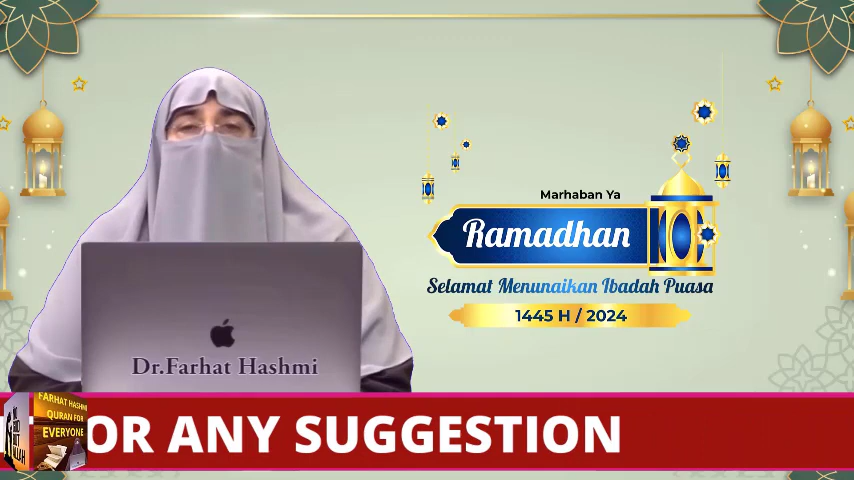 Marhaban Ya
Ramadhan
Selamat Menunaikan Ibadah Puasa
1445 H / 2024
Dr.Farhat Hashmi
FARHAT HASHMI
QURAN FOR
EVERYONE
OR ANY SUGGESTION